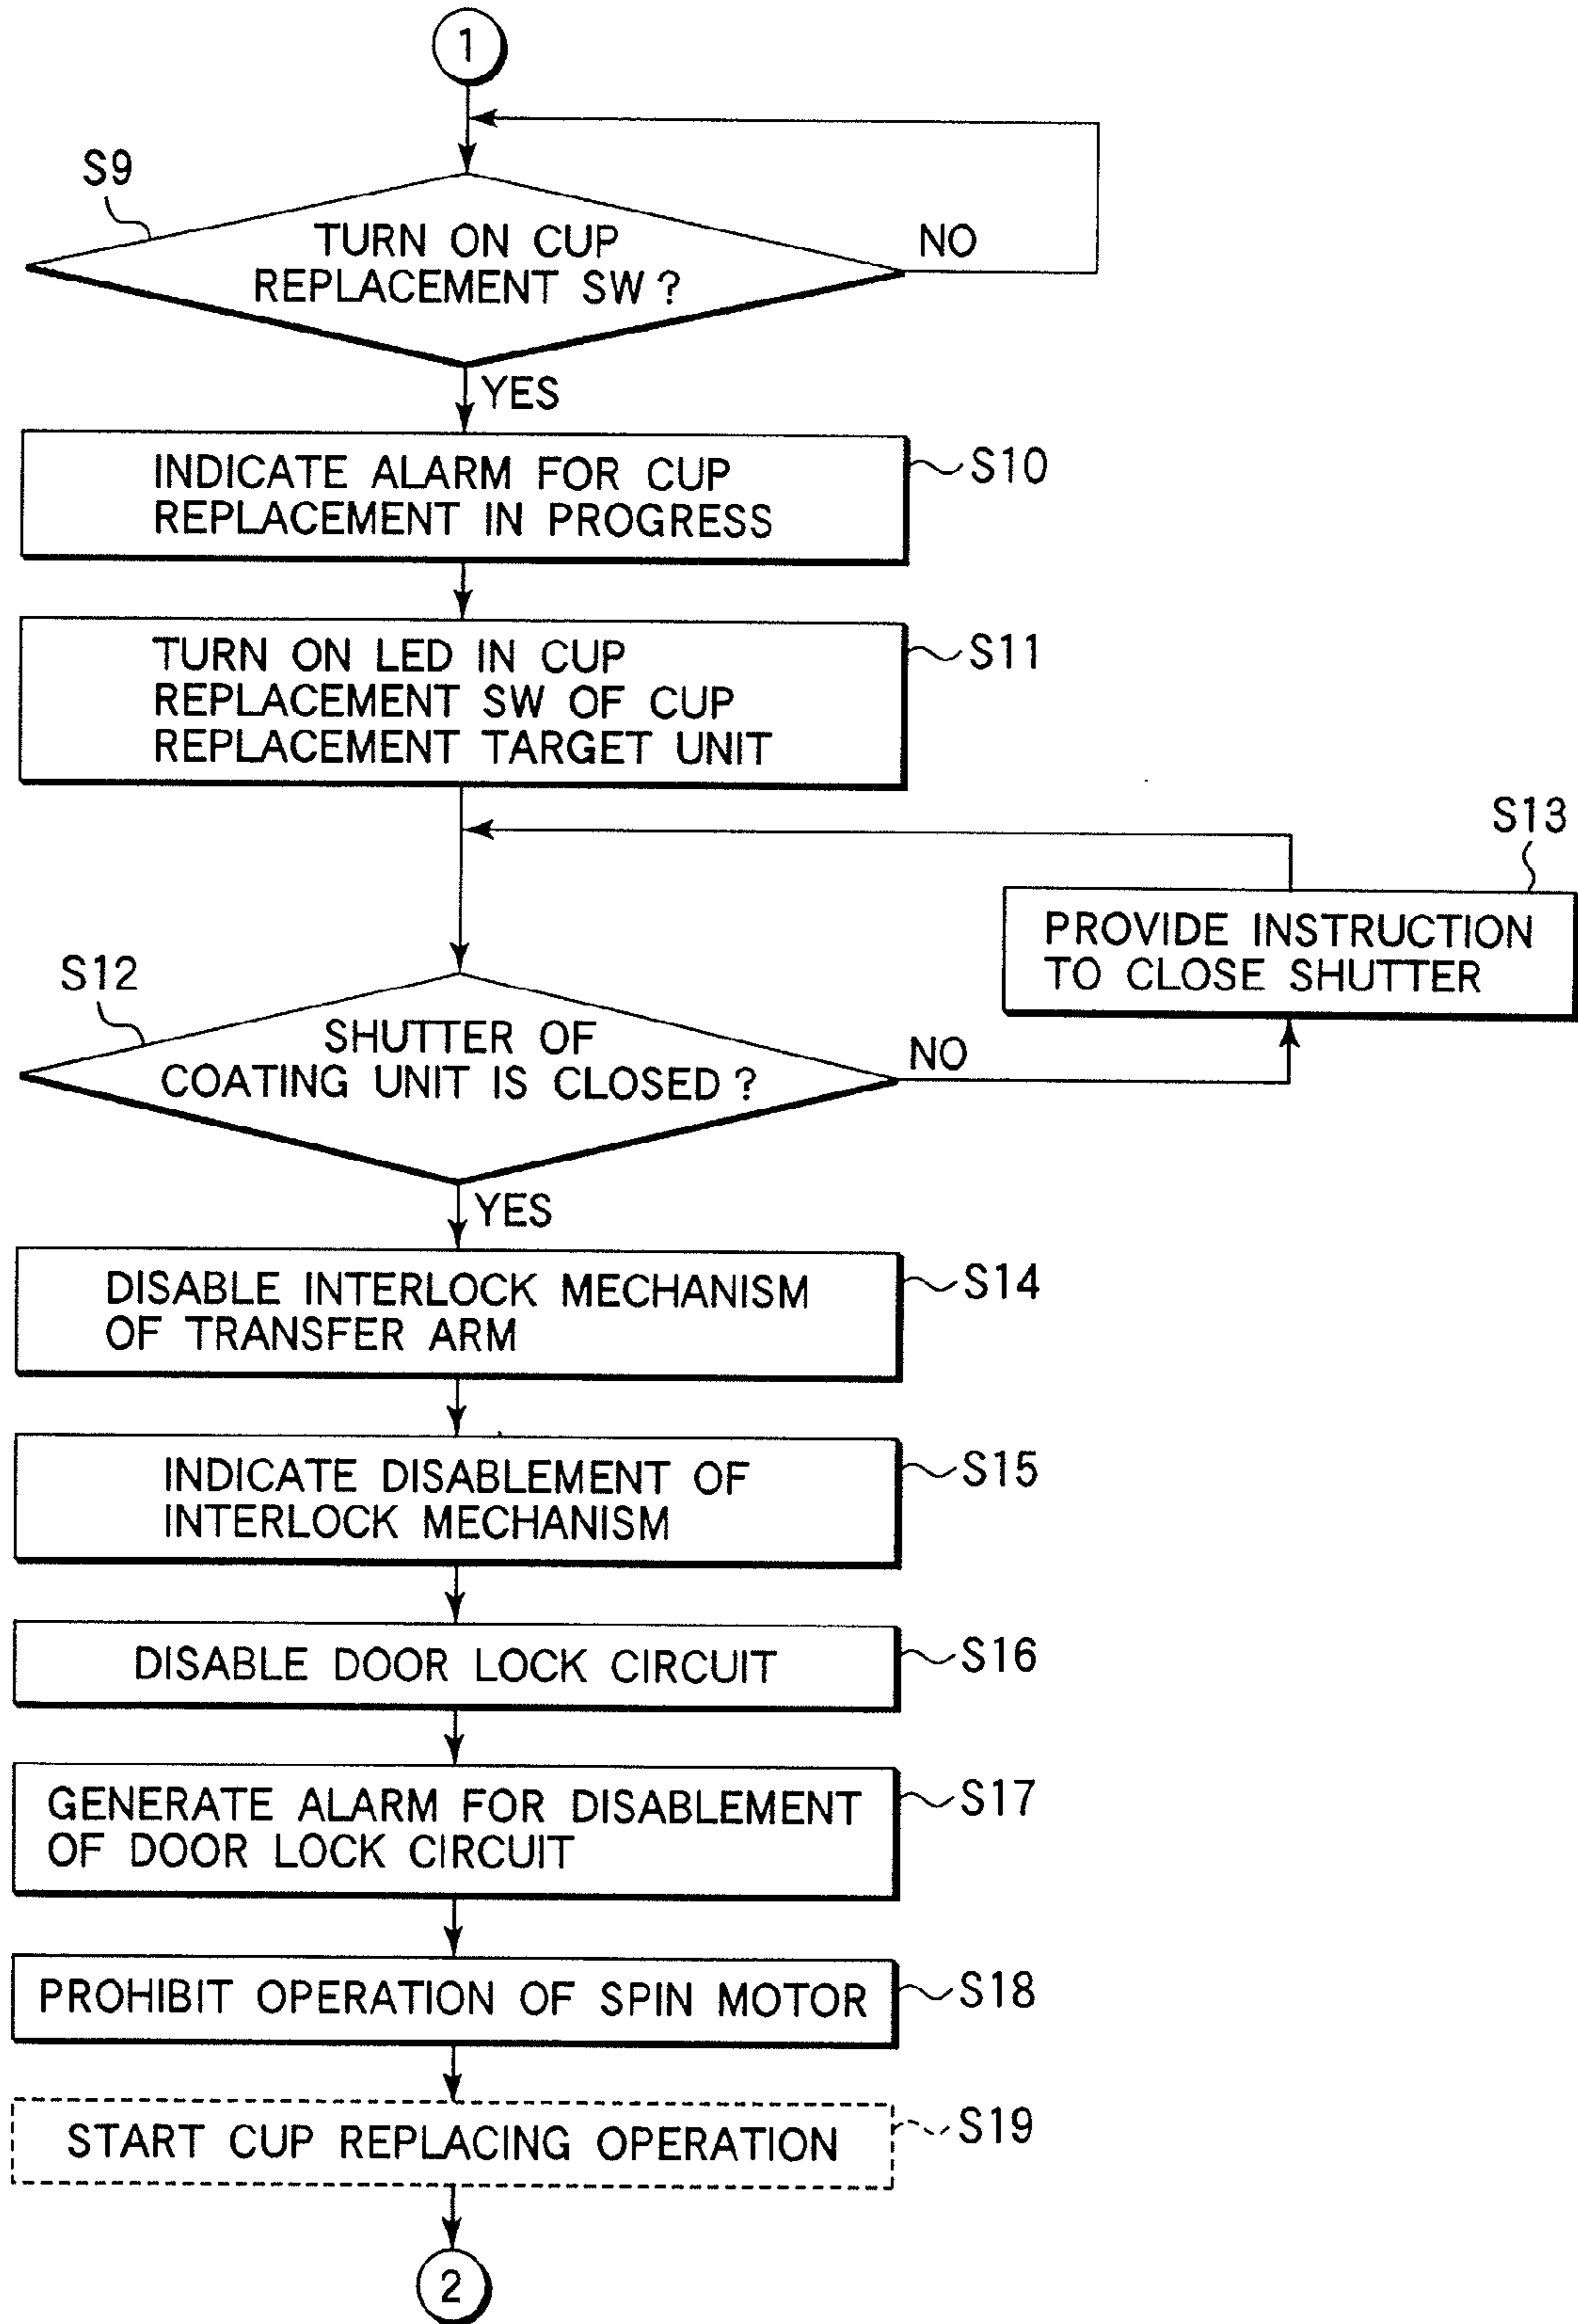 1
S9
TURN ON CUP
REPLACEMENT SW?
NO
YES
INDICATE ALARM FOR CUP
REPLACEMENT IN PROGRESS
S10
TURN ON LED IN CUP
REPLACEMENT SW OF CUP
REPLACEMENT TARGET UNIT
S11
S13
PROVIDE INSTRUCTION
TO CLOSE SHUTTER
S12
SHUTTER OF
COATING UNIT IS CLOSED?
NO
YES
DISABLE INTERLOCK MECHANISM
OF TRANSFER ARM
S14
INDICATE DISABLEMENT OF
INTERLOCK MECHANISM
S15
DISABLE DOOR LOCK CIRCUIT
S16
GENERATE ALARM FOR DISABLEMENT
OF DOOR LOCK CIRCUIT
S17
PROHIBIT OPERATION OF SPIN MOTOR
S18
START CUP REPLACING OPERATION
S19
2